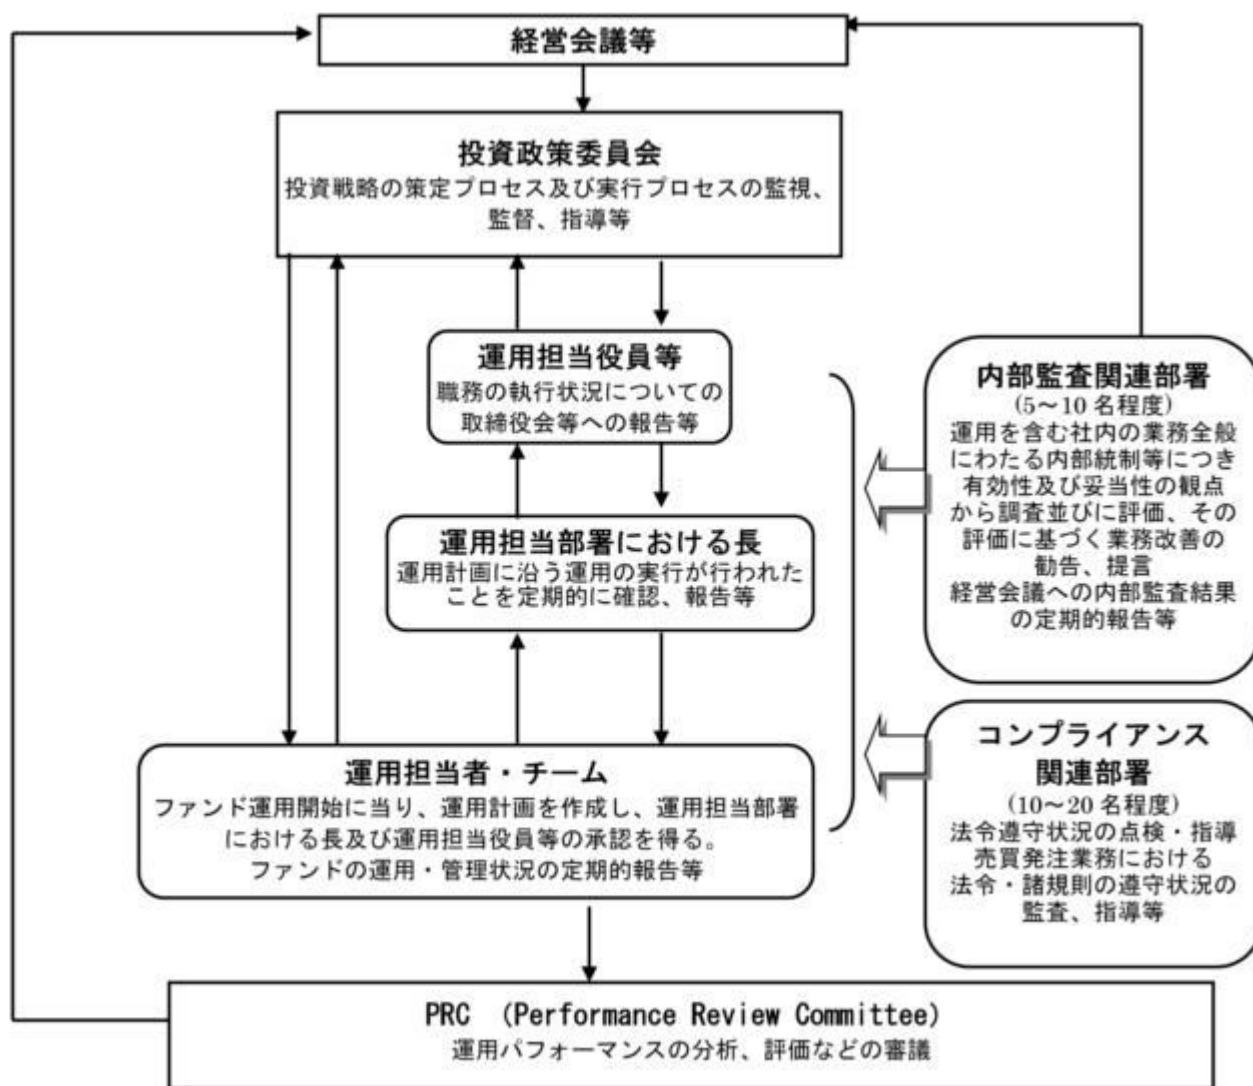 経営会議等
投資政策委員会
投資戦略の策定プロセス及び実行プロセスの監視、
監督、指導等
運用担当役員等
職務の執行状況についての
取締役会等への報告等
運用担当部署における長
運用計画に沿う運用の実行が行われた
ことを定期的に確認、報告等
運用担当者・チーム
ファンド運用開始に当り、運用計画を作成し、運用担当部署
における長及び運用担当役員等の承認を得る。
ファンドの運用・管理状況の定期的報告等
内部監査関連部署
(5～10 名程度)
運用を含む社内の業務全般
にわたる内部統制等につき
有効性及び妥当性の観点
から調査並びに評価、その
評価に基づく業務改善の
勧告、提言
経営会議への内部監査結果
の定期的報告等
コンプライアンス
関連部署
(10～20 名程度)
法令遵守状況の点検・指導
売買発注業務における
法令・諸規則の遵守状況の
監査、指導等
PRC (Performance Review Committee)
運用パフォーマンスの分析、評価などの審議